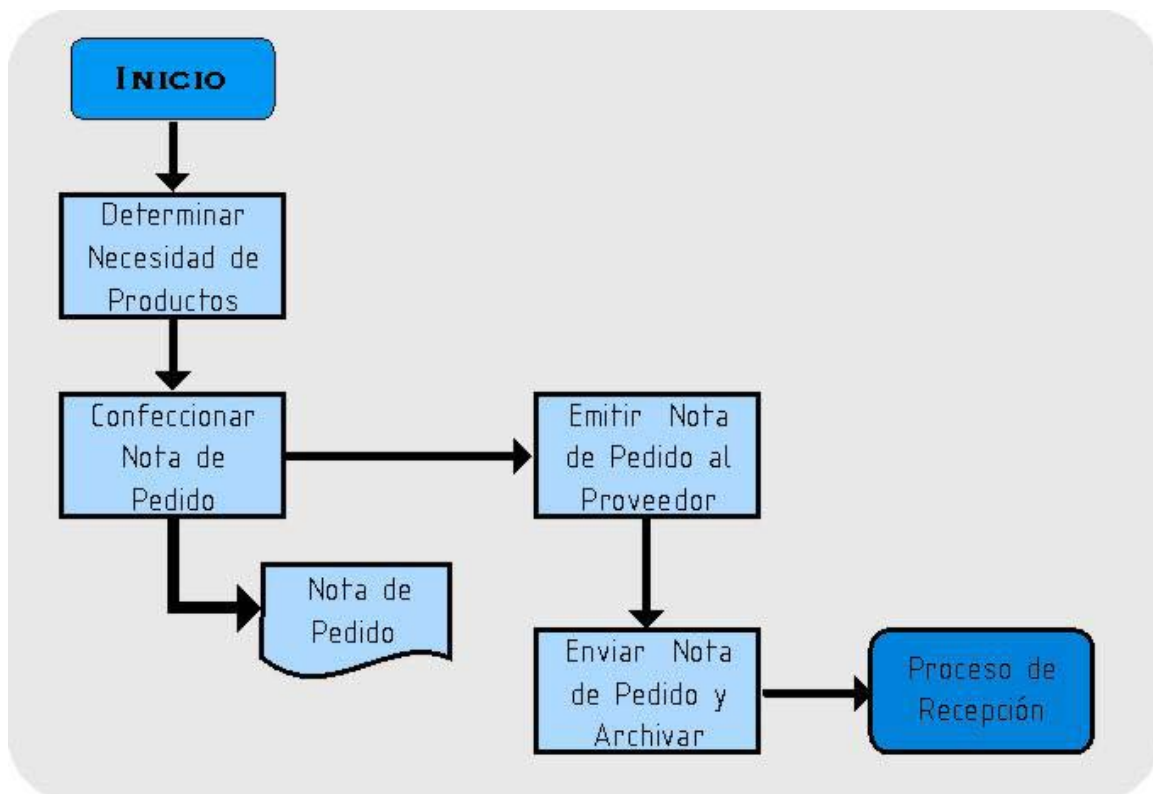 INICIO
Determinar
Necesidad de
Productos
Confeccionar
Nota de
Pedido
Emitir Nota
de Pedido al
Proveedor
Nota de
Pedido
Enviar Nota
de Pedido y
Archivar
Proceso de
Recepción